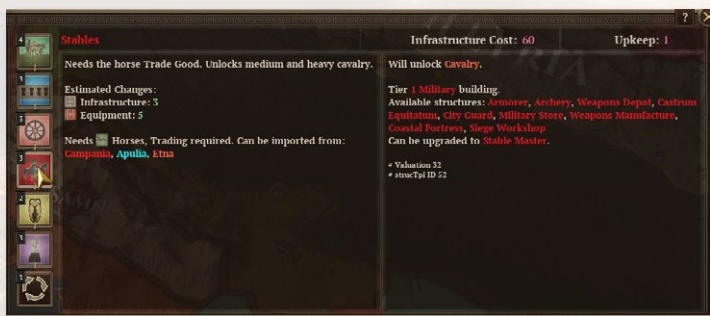 ?
4 Stables Infrastructure Cost: 60 Upkeep: 1
Needs the horse Trade Good. Unlocks medium and heavy cavalry.
Estimated Changes:
Infrastructure: 3
Equipment: 5
Needs Horses, Trading required. Can be imported from:
Campania, Apulia, Etna
Will unlock Cavalry.
Tier 1 Military building.
Available structures: Armorer, Archery, Weapons Depot, Castrum
Equitatum, City Guard, Military Store, Weapons Manufacture,
Coastal Fortress, Siege Workshop
Can be upgraded to Stable Master.
# Valuation 32
# strucTpl ID 52
3
3
2
3
1